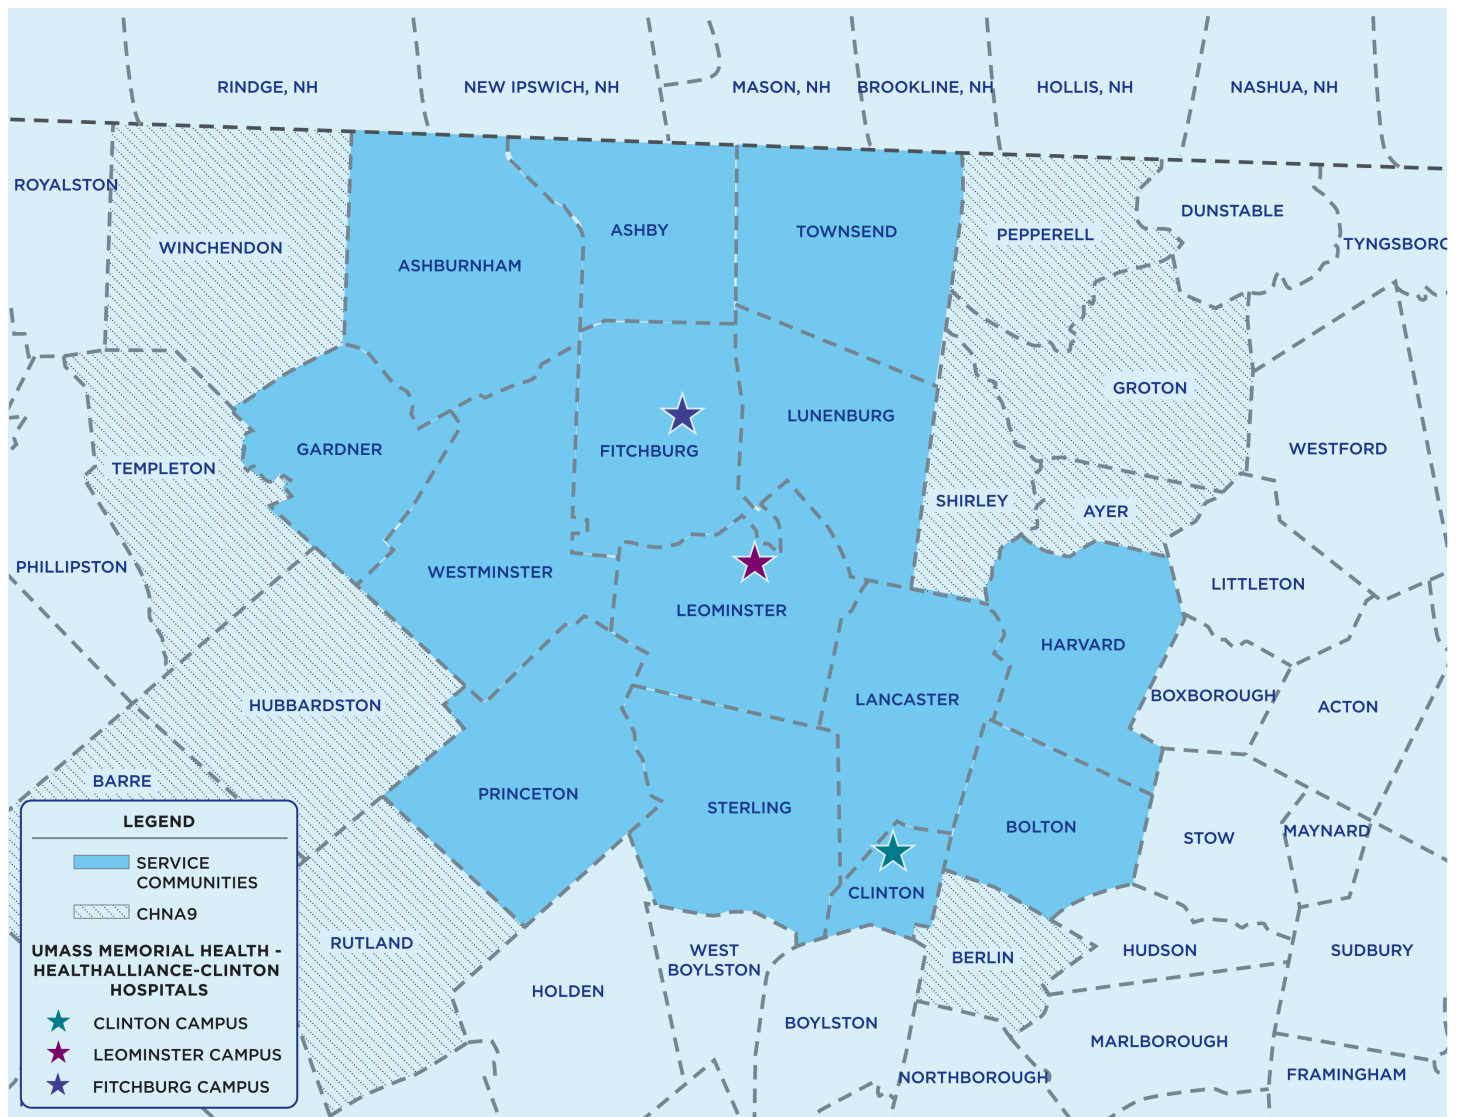 RINDGE, NH
NEW IPSWICH, NH
MASON, NH
BROOKLINE, NH
HOLLIS, NH
NASHUA, NH
ROYALSTON
WINCHENDON
ASHBURNHAM
ASHBY
TOWNSEND
PEPPERELL
DUNSTABLE
TYNGSBORO
GROTON
LUNENBURG
FITCHBURG
GARDNER
TEMPLETON
WESTFORD
SHIRLEY
AYER
PHILLIPSTON
WESTMINSTER
LEOMINSTER
LITTLETON
HARVARD
HUBBARDSTON
LANCASTER
BOXBOROUGH
ACTON
BARRE
PRINCETON
STERLING
BOLTON
STOW
MAYNARD
CLINTON
RUTLAND
HOLDEN
WEST
BOYLSTON
BERLIN
HUDSON
SUDBURY
BOYLSTON
MARLBOROUGH
NORTHBOROUGH
FRAMINGHAM
LEGEND
SERVICE
COMMUNITIES
CHNA9
UMASS MEMORIAL HEALTH -
HEALTHALLIANCE-CLINTON
HOSPITALS
CLINTON CAMPUS
LEOMINSTER CAMPUS
FITCHBURG CAMPUS